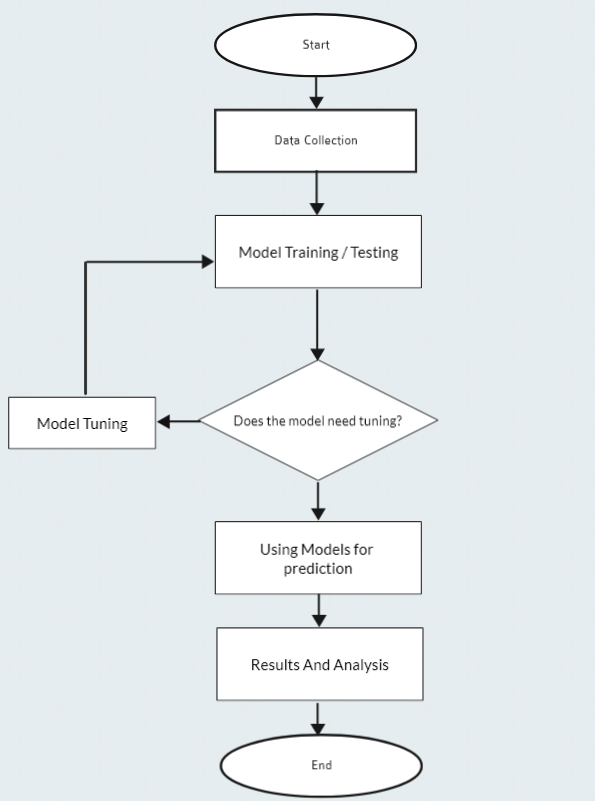 Start
Data Collection
Model Training / Testing
Does the model need tuning?
Model Tuning
Using Models for
prediction
Results And Analysis
End